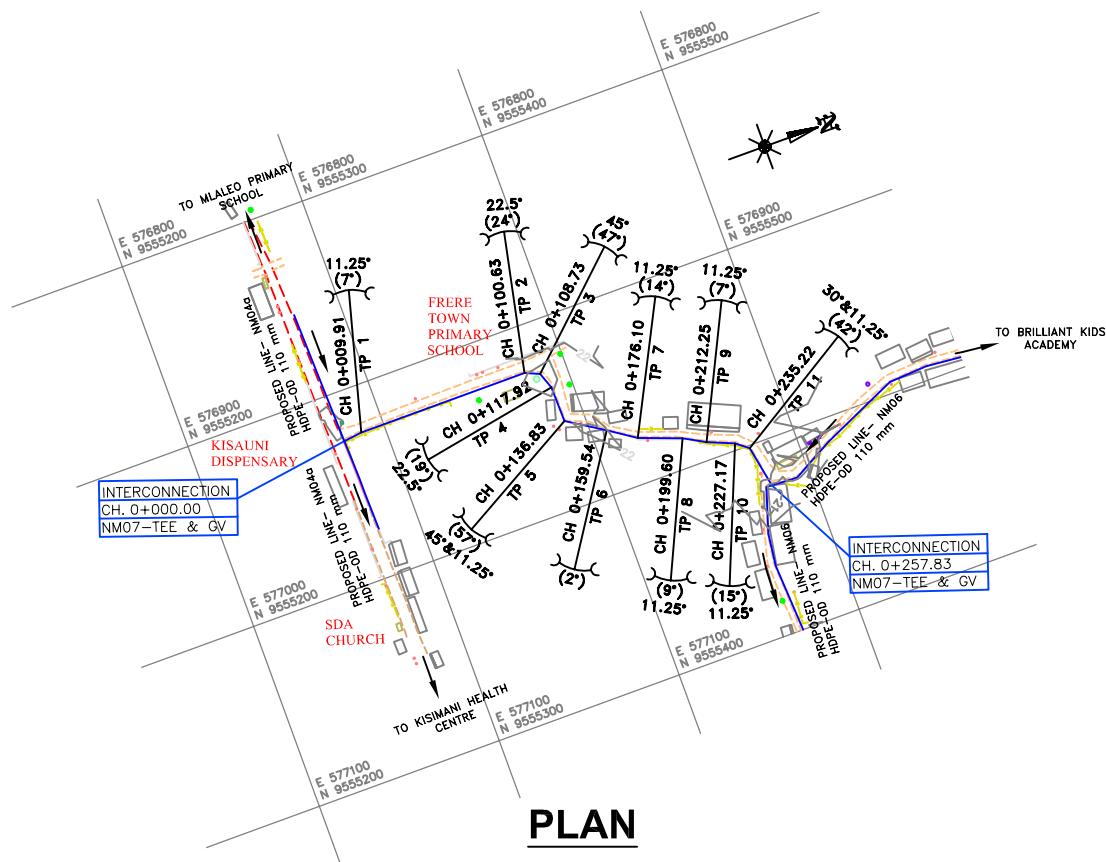 E 576800
N 9555500
E 576800
N 9555400
E 576800
N 9555300
E 576800
N 9555200
E 576900
N 9555500
E 576900
N 9555200
E 577000
N 9555200
E 577100
N 9555400
E 577100
N 9555300
E 577100
N 9555200
N
TO MLALEO PRIMARY
SCHOOL
11.25°
(7°)
CH 0+009.91
TP 1
22.5°
(24°)
CH 0+100.63
TP 2
45°
(47°)
CH 0+108.73
TP 3
CH 0+117.92
TP 4
(19°)
22.5°
CH 0+136.83
TP 5
(57°)
45°&11.25°
CH 0+159.54
TP 6
(2°)
11.25°
(14°)
CH 0+176.10
TP 7
CH 0+199.60
TP 8
(9°)
11.25°
11.25°
(7°)
CH 0+212.25
TP 9
CH 0+227.17
TP 10
(15°)
11.25°
30°&11.25°
(42°)
CH 0+235.22
TP 11
FRERE
TOWN
PRIMARY
SCHOOL
KISAUNI
DISPENSARY
SDA
CHURCH
PROPOSED LINE- NM04a
HDPE-OD 110 mm
PROPOSED LINE- NM04a
HDPE-OD 110 mm
PROPOSED LINE- NM06
HDPE-OD 110 mm
PROPOSED LINE- NM06
HDPE-OD 110 mm
22
INTERCONNECTION
CH. 0+000.00
NM07-TEE & GV
INTERCONNECTION
CH. 0+257.83
NM07-TEE & GV
TO BRILLIANT KIDS
ACADEMY
TO KISIMANI HEALTH
CENTRE
PLAN